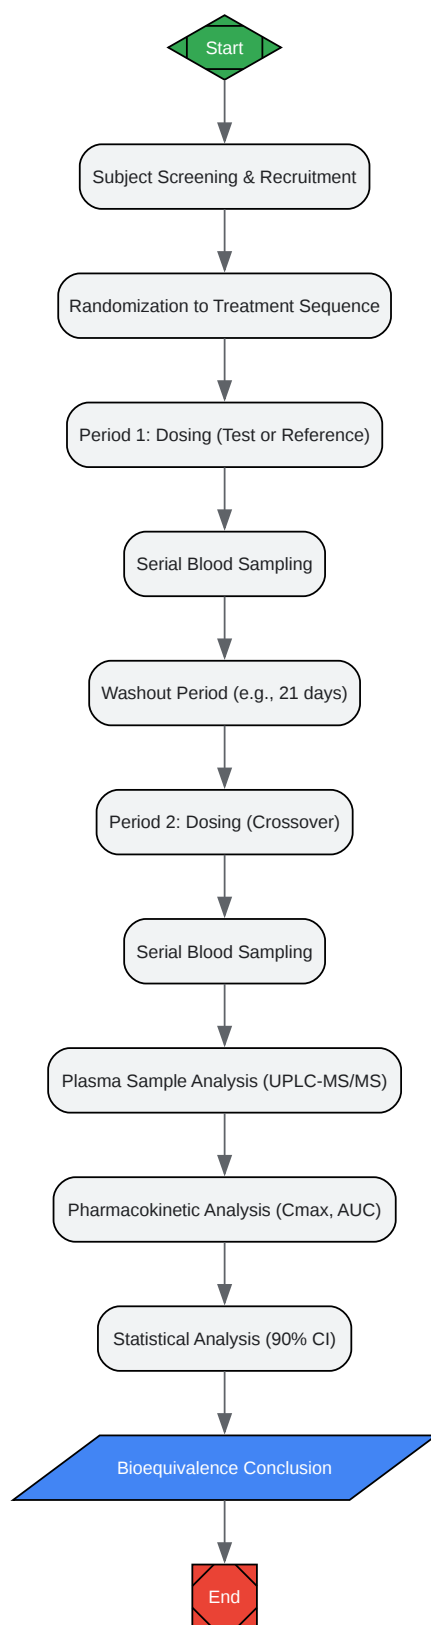 Start
Subject Screening & Recruitment
Randomization to Treatment Sequence
Period 1: Dosing (Test or Reference)
Serial Blood Sampling
Washout Period (e.g., 21 days)
Period 2: Dosing (Crossover)
Serial Blood Sampling
Plasma Sample Analysis (UPLC-MS/MS)
Pharmacokinetic Analysis (Cmax, AUC)
Statistical Analysis (90% CI)
Bioequivalence Conclusion
End